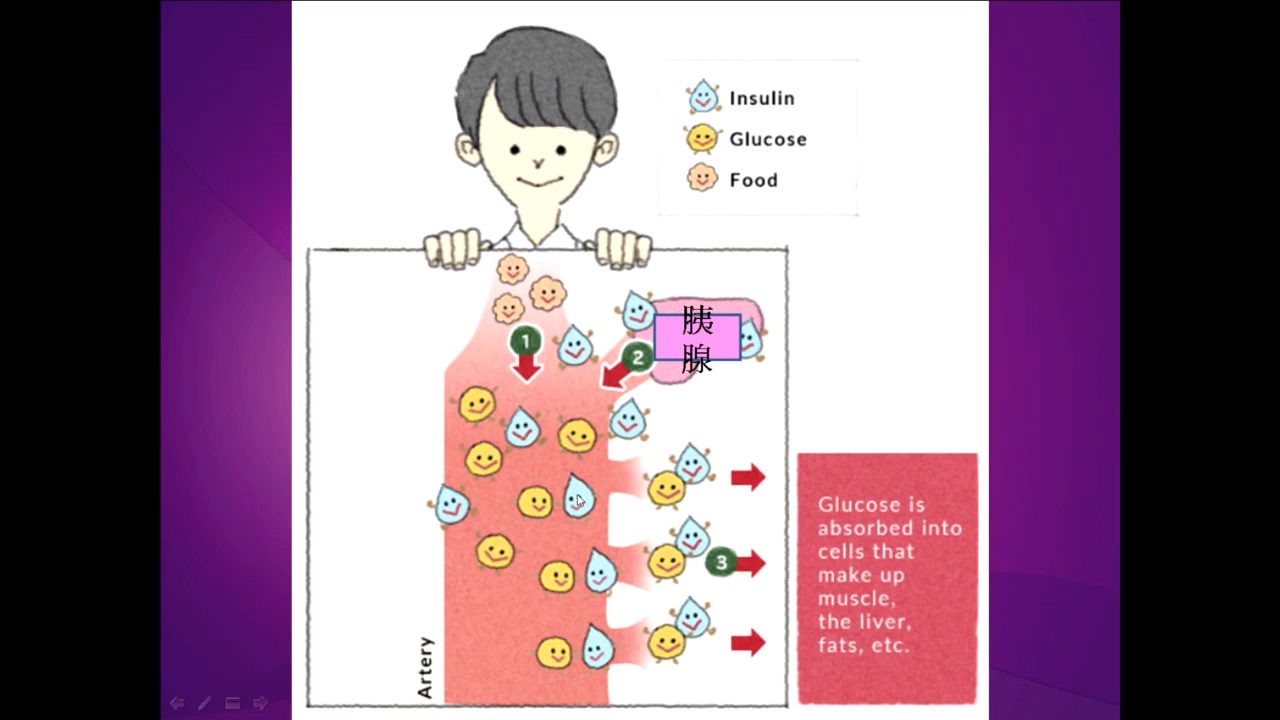 Insulin
Glucose
Food
1
2
胰
腺
3
Glucose is
absorbed into
cells that
make up
muscle,
the liver,
fats, etc.
Artery